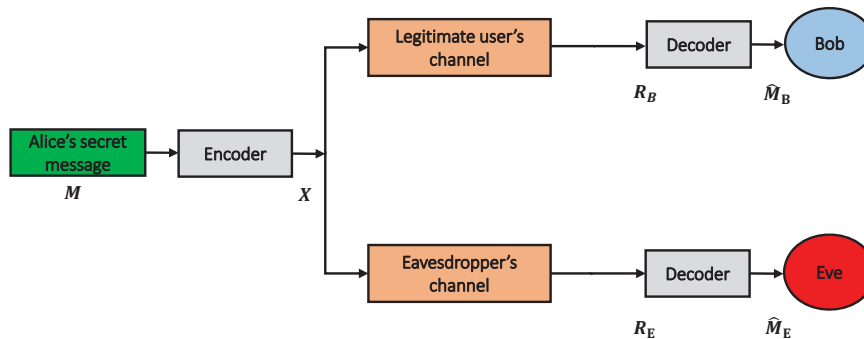 Legitimate user's
channel
Decoder
Bob
R_B
M̂_B
Alice's secret
message
Encoder
M
X
Eavesdropper's
channel
Decoder
Eve
R_E
M̂_E